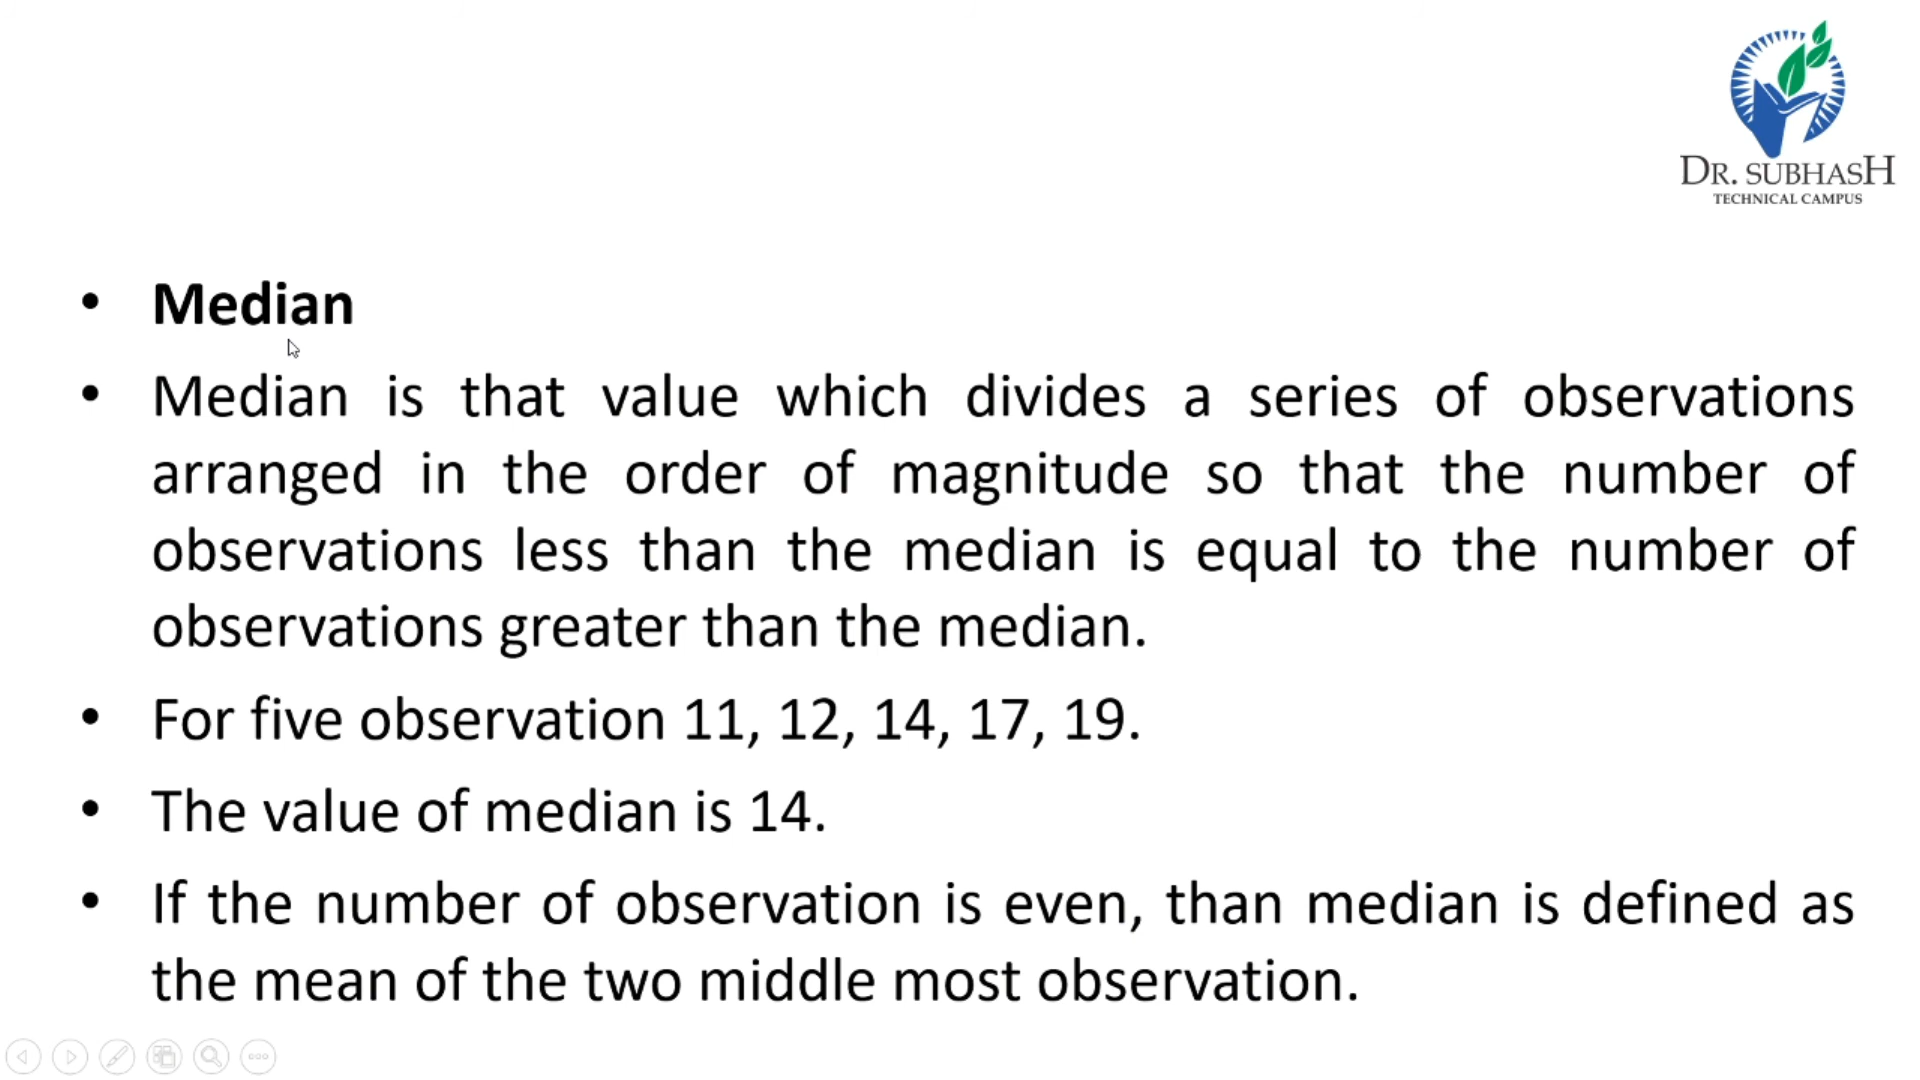 DR. SUBHASH
TECHNICAL CAMPUS
• Median
• Median is that value which divides a series of observations
arranged in the order of magnitude so that the number of
observations less than the median is equal to the number of
observations greater than the median.
• For five observation 11, 12, 14, 17, 19.
• The value of median is 14.
• If the number of observation is even, than median is defined as
the mean of the two middle most observation.